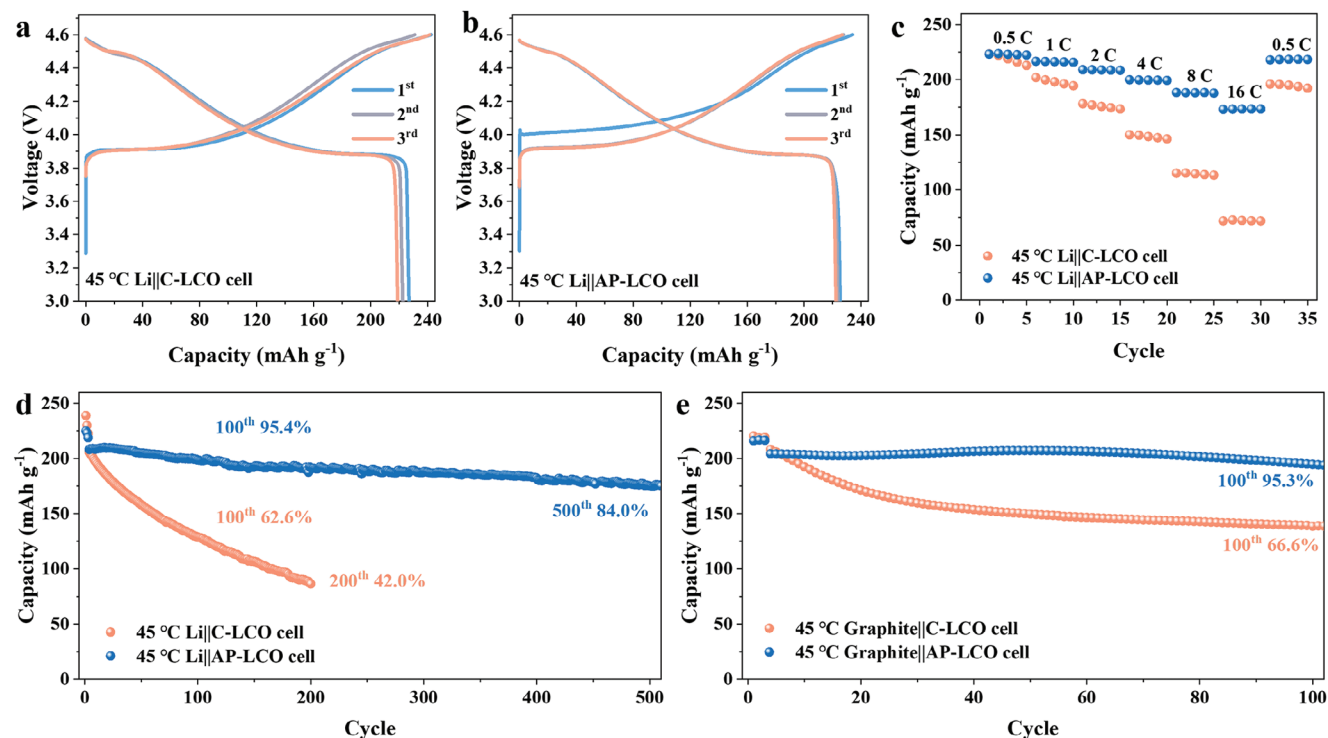 a
4.6
4.4
4.2
4.0
3.8
3.6
3.4
3.2
3.0
Voltage (V)
1st
2nd
3rd
45 °C Li||C-LCO cell
0 40 80 120 160 200 240
Capacity (mAh g-1)
b
4.6
4.4
4.2
4.0
3.8
3.6
3.4
3.2
3.0
Voltage (V)
1st
2nd
3rd
45 °C Li||AP-LCO cell
0 40 80 120 160 200 240
Capacity (mAh g-1)
c
250
200
150
100
50
0
Capacity (mAh g-1)
0.5 C 1 C 2 C 4 C 8 C 16 C 0.5 C
45 °C Li||C-LCO cell
45 °C Li||AP-LCO cell
0 5 10 15 20 25 30 35
Cycle
d
250
200
150
100
50
0
Capacity (mAh g-1)
100th 95.4%
100th 62.6%
500th 84.0%
200th 42.0%
45 °C Li||C-LCO cell
45 °C Li||AP-LCO cell
0 100 200 300 400 500
Cycle
e
250
200
150
100
50
0
Capacity (mAh g-1)
100th 95.3%
100th 66.6%
45 °C Graphite||C-LCO cell
45 °C Graphite||AP-LCO cell
0 20 40 60 80 100
Cycle